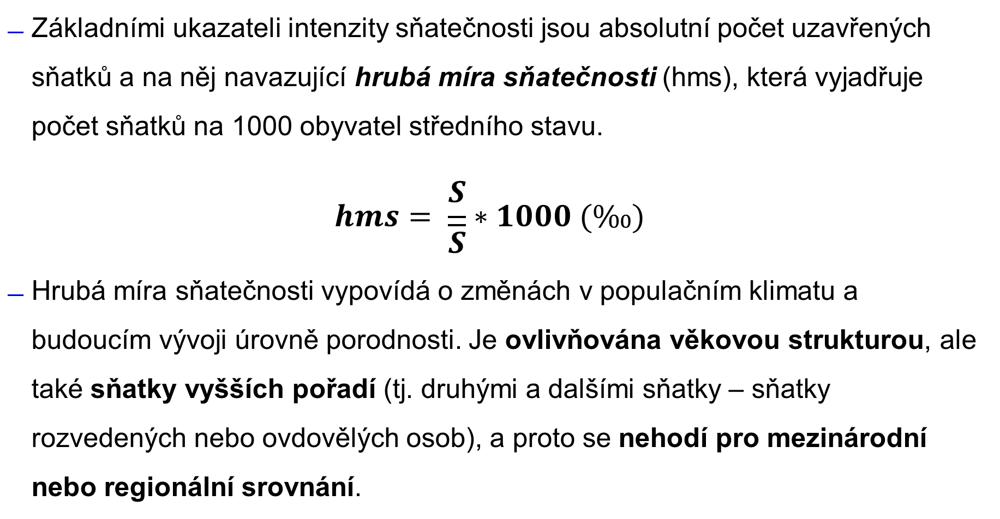 – Základními ukazateli intenzity sňatečnosti jsou absolutní počet uzavřených
sňatků a na něj navazující hrubá míra sňatečnosti (hms), která vyjadřuje
počet sňatků na 1000 obyvatel středního stavu.
hms = S / S̅ * 1000 (‰)
– Hrubá míra sňatečnosti vypovídá o změnách v populačním klimatu a
budoucím vývoji úrovně porodnosti. Je ovlivňována věkovou strukturou, ale
také sňatky vyšších pořadí (tj. druhými a dalšími sňatky – sňatky
rozvedených nebo ovdovělých osob), a proto se nehodí pro mezinárodní
nebo regionální srovnání.